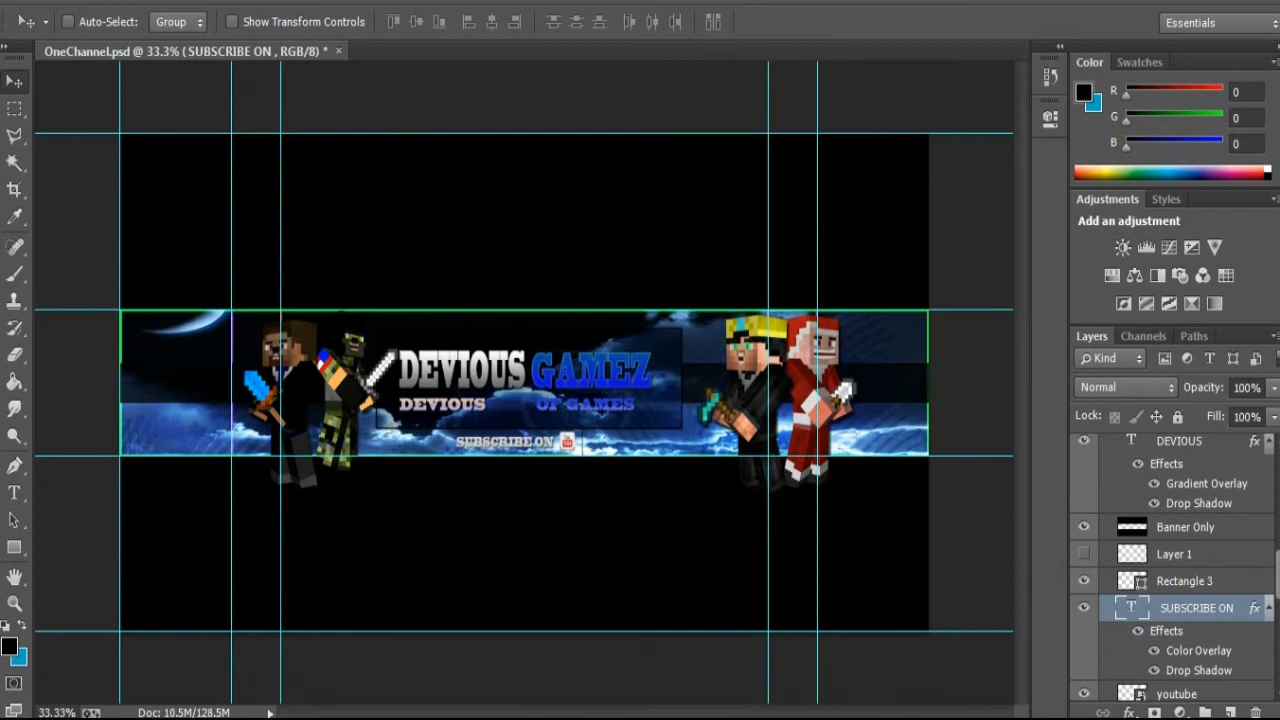 Auto-Select: Group Show Transform Controls Essentials
OneChannel.psd @ 33.3% ( SUBSCRIBE ON , RGB/8) * ×
Color Swatches
R 0
G 0
B 0
Adjustments Styles
Add an adjustment
Layers Channels Paths
Kind
Normal Opacity: 100%
Lock: Fill: 100%
DEVIOUS fx
Effects
Gradient Overlay
Drop Shadow
Banner Only
Layer 1
Rectangle 3
SUBSCRIBE ON fx
Effects
Color Overlay
Drop Shadow
youtube
DEVIOUS GAMEZ
DEVIOUS OF GAMES
SUBSCRIBE ON
33.33% Doc: 10.5M/128.5M